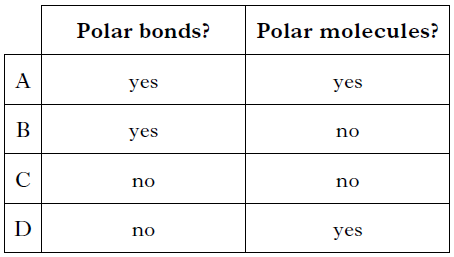 Polar bonds? Polar molecules?
A yes yes
B yes no
C no no
D no yes